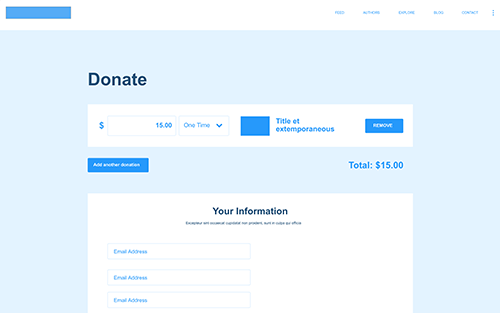 FEED AUTHORS EXPLORE BLOG CONTACT
Donate
$ 15.00 One Time Title et
extemporaneous
REMOVE
Add another donation Total: $15.00
Your Information
Excepteur sint occaecat cupidatat non proident, sunt in culpa qui officia
Email Address
Email Address
Email Address